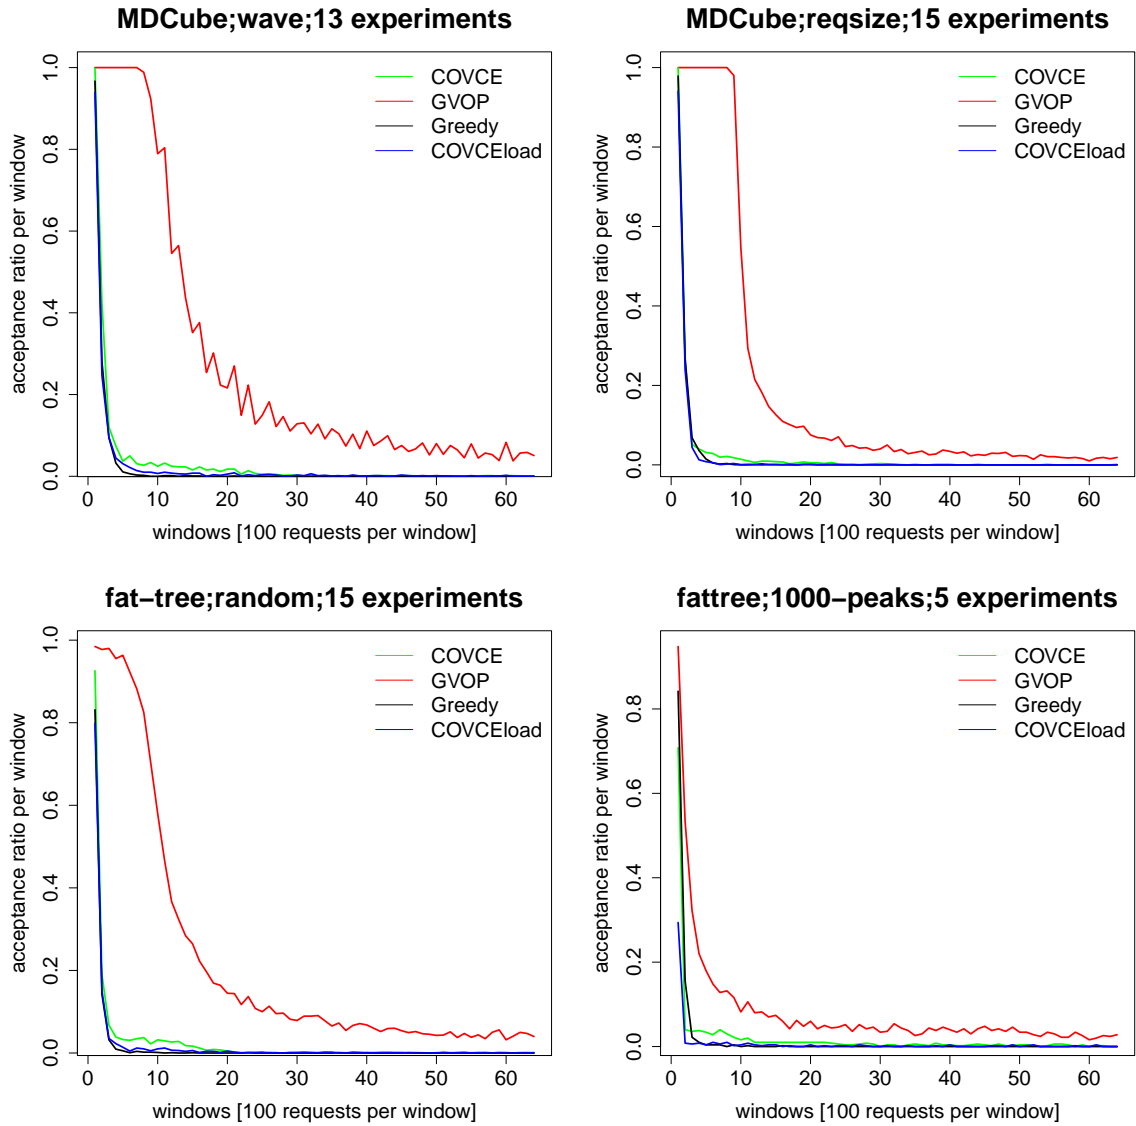 MDCube;wave;13 experiments
acceptance ratio per window
0.0 0.2 0.4 0.6 0.8 1.0
COVCE
GVOP
Greedy
COVCEload
0 10 20 30 40 50 60
windows [100 requests per window]
MDCube;reqsize;15 experiments
acceptance ratio per window
0.0 0.2 0.4 0.6 0.8 1.0
COVCE
GVOP
Greedy
COVCEload
0 10 20 30 40 50 60
windows [100 requests per window]
fat−tree;random;15 experiments
acceptance ratio per window
0.0 0.2 0.4 0.6 0.8 1.0
COVCE
GVOP
Greedy
COVCEload
0 10 20 30 40 50 60
windows [100 requests per window]
fattree;1000−peaks;5 experiments
acceptance ratio per window
0.0 0.2 0.4 0.6 0.8
COVCE
GVOP
Greedy
COVCEload
0 10 20 30 40 50 60
windows [100 requests per window]